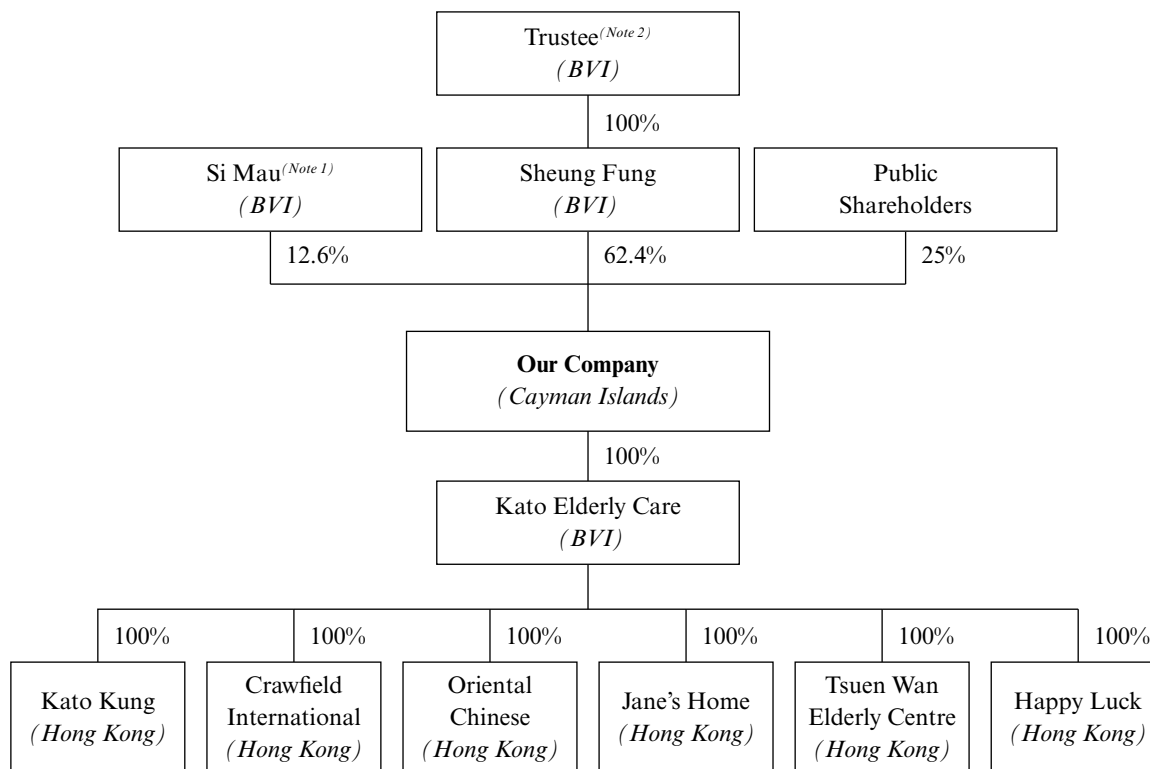 Trustee(Note 2)
(BVI)
100%
Si Mau(Note 1)
(BVI)
Sheung Fung
(BVI)
Public
Shareholders
12.6%
62.4%
25%
Our Company
(Cayman Islands)
100%
Kato Elderly Care
(BVI)
100%
100%
100%
100%
100%
100%
Kato Kung
(Hong Kong)
Crawfield
International
(Hong Kong)
Oriental
Chinese
(Hong Kong)
Jane's Home
(Hong Kong)
Tsuen Wan
Elderly Centre
(Hong Kong)
Happy Luck
(Hong Kong)